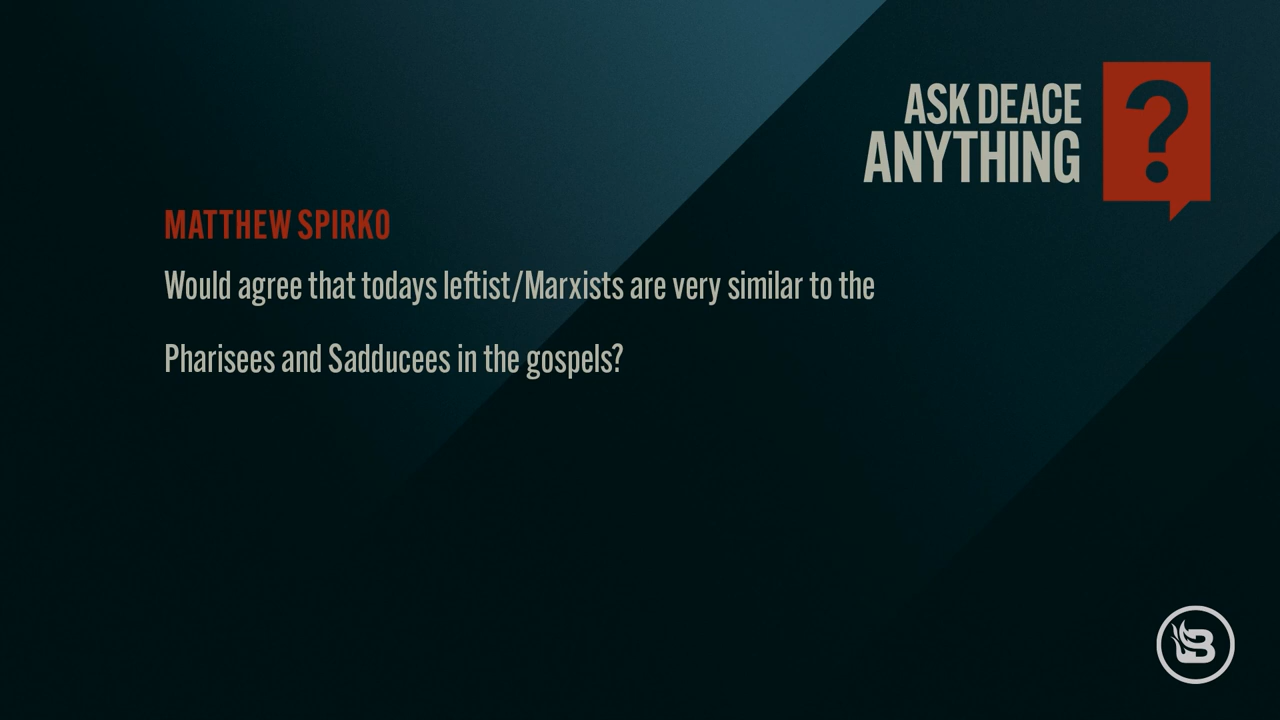 ASK DEACE
ANYTHING
?
MATTHEW SPIRKO
Would agree that todays leftist/Marxists are very similar to the
Pharisees and Sadducees in the gospels?
B